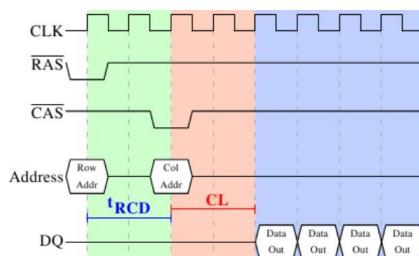 CLK
RAS
CAS
Address
Row
Addr
Col
Addr
tRCD
CL
DQ
Data
Out
Data
Out
Data
Out
Data
Out